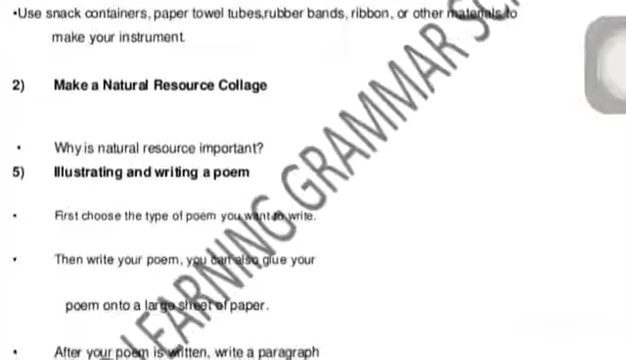 •Use snack containers, paper towel tubes,rubber bands, ribbon, or other materials to
make your instrument.
2) Make a Natural Resource Collage
• Why is natural resource important?
5) Illustrating and writing a poem
• First choose the type of poem you want to write.
• Then write your poem, you can also glue your
poem onto a large sheet of paper.
• After your poem is written, write a paragraph
LEARNING GRAMMAR